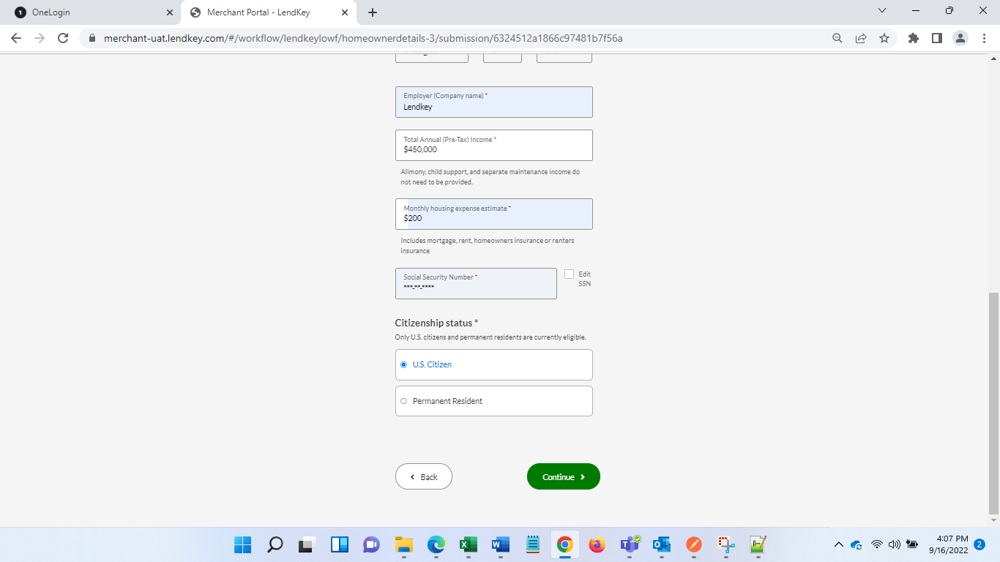 OneLogin
Merchant Portal - LendKey
merchant-uat.lendkey.com/#/workflow/lendkeylowf/homeownerdetails-3/submission/6324512a1866c97481b7f56a
Employer (Company name) *
Lendkey
Total Annual (Pre-Tax) Income *
$450,000
Alimony, child support, and separate maintenance income do
not need to be provided.
Monthly housing expense estimate *
$200
Includes mortgage, rent, homeowners insurance or renters
insurance
Social Security Number *
***-**-****
Edit
SSN
Citizenship status *
Only U.S. citizens and permanent residents are currently eligible.
U.S. Citizen
Permanent Resident
Back
Continue
4:07 PM
9/16/2022
2